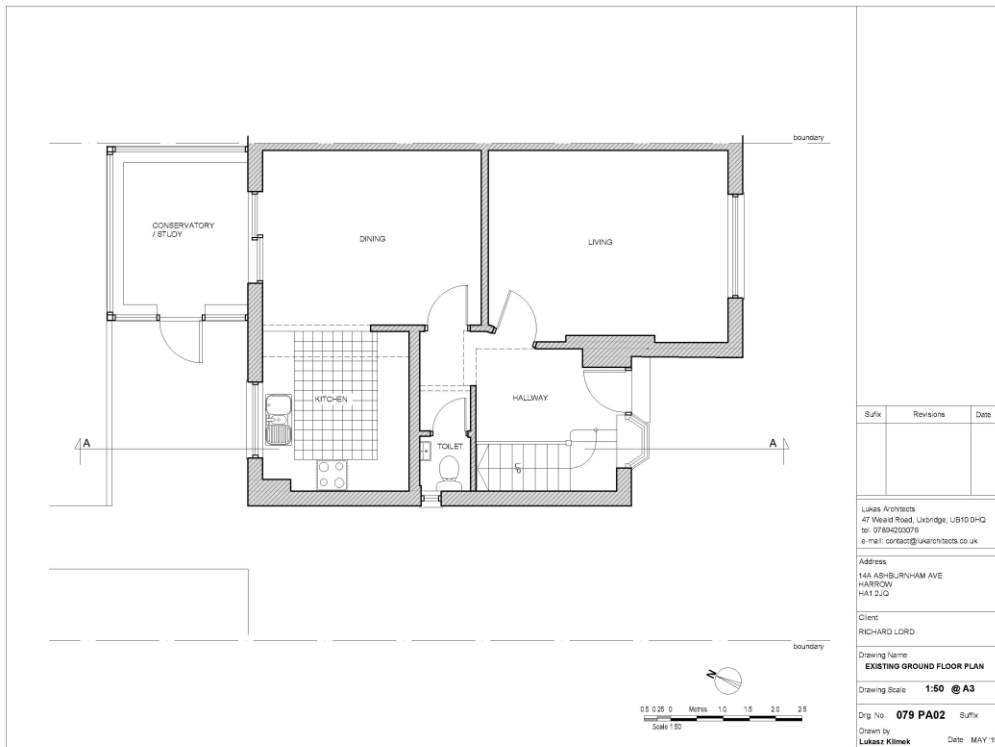 boundary
CONSERVATORY
/ STUDY
DINING
LIVING
KITCHEN
HALLWAY
TOILET
A
A
UP
boundary
N
0.5 0.25 0 Metres 1.0 1.5 2.0 2.5
Scale 1:50
Sufix Revisions Date
Lukas Architects
47 Weald Road, Uxbridge, UB10 0HQ
tel. 07894203076
e-mail: contact@lukarchitects.co.uk
Address
14A ASHBURNHAM AVE
HARROW
HA1 2JQ
Client
RICHARD LORD
Drawing Name
EXISTING GROUND FLOOR PLAN
Drawing Scale 1:50 @ A3
Drg. No. 079 PA02 Suffix
Drawn by
Lukasz Klimek Date MAY